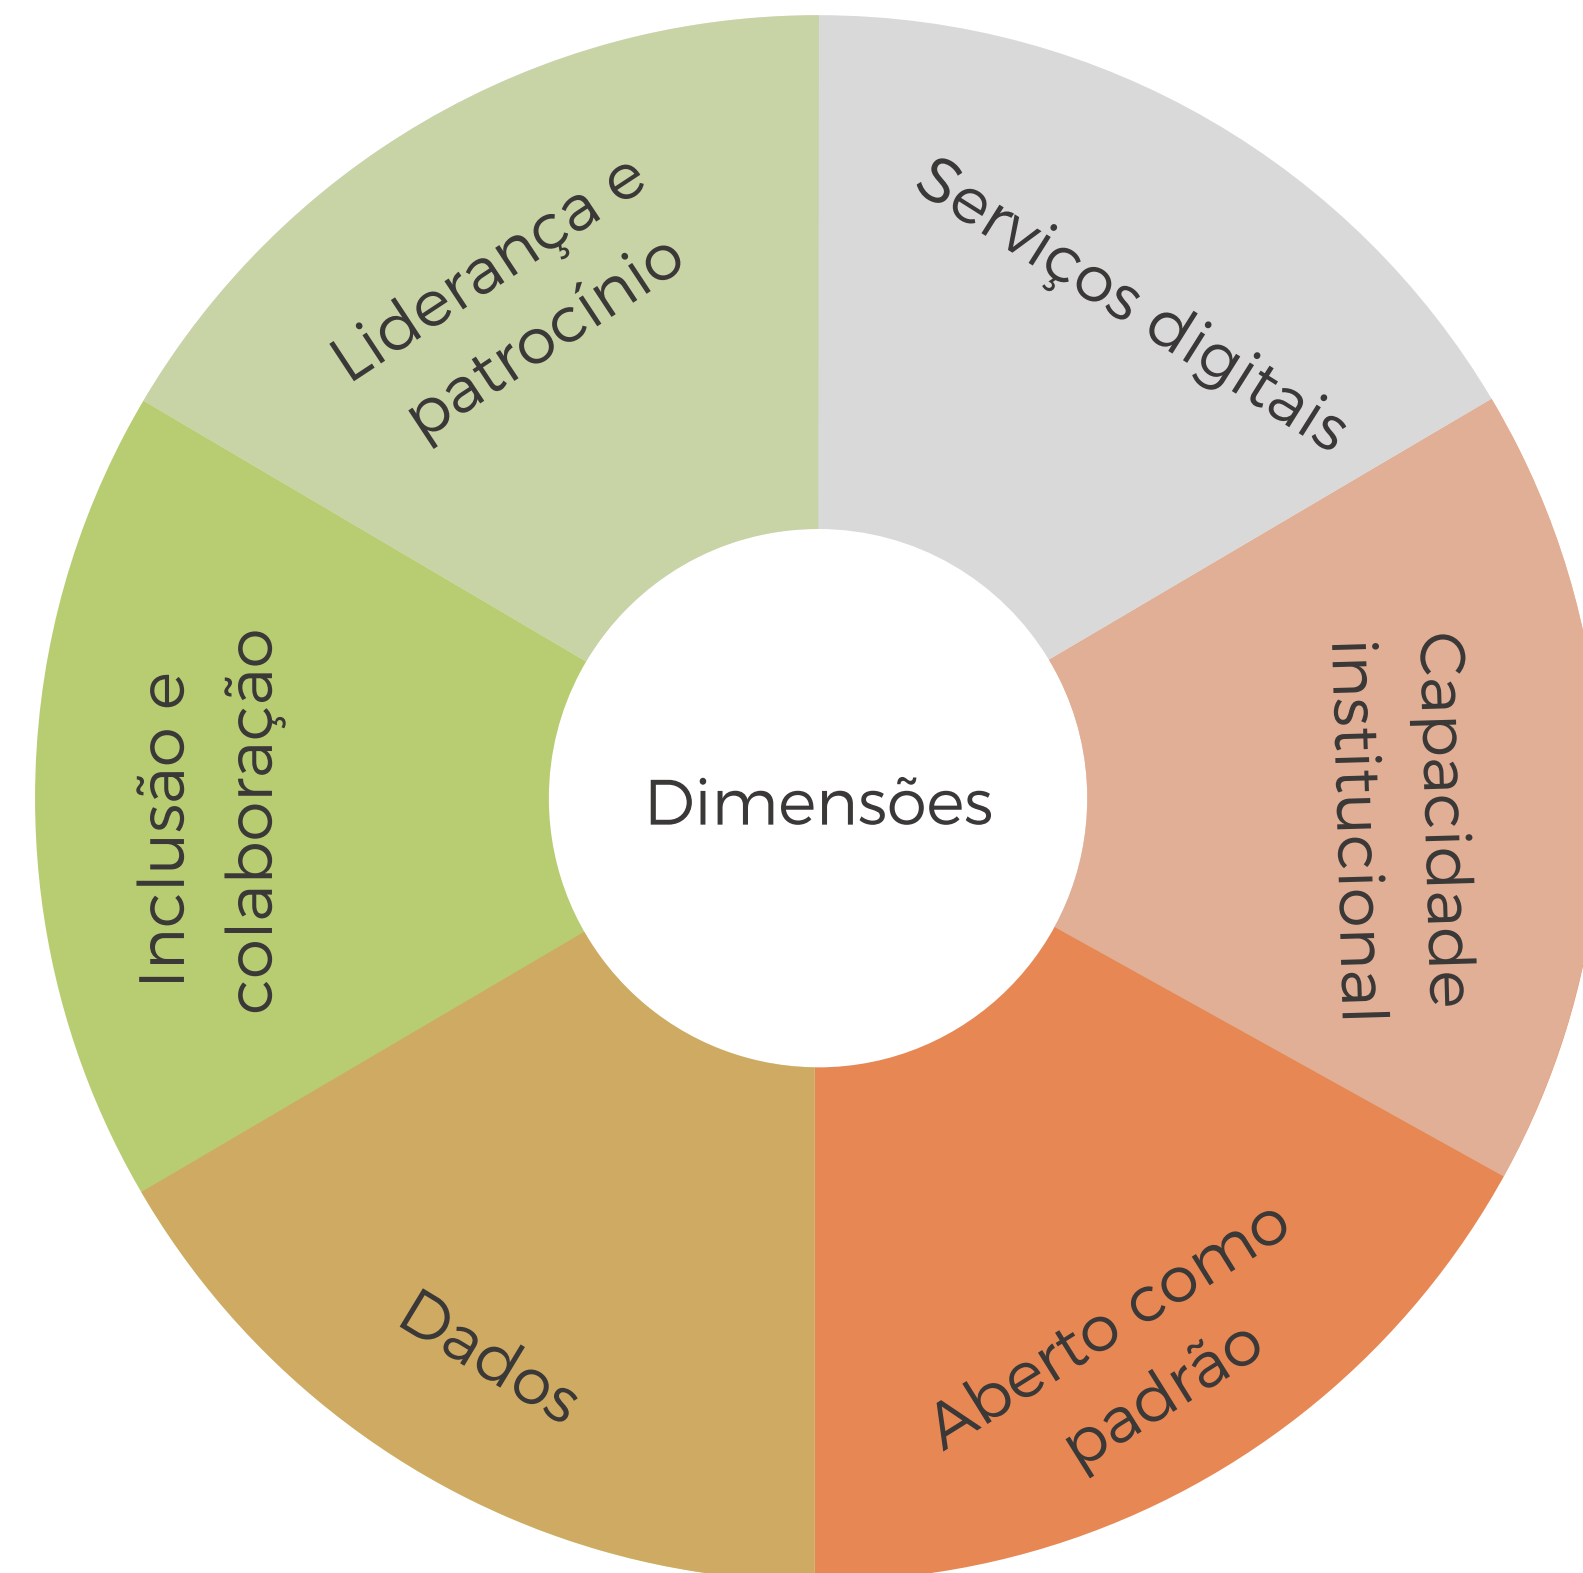 Liderança e
patrocínio
Serviços digitais
Capacidade
institucional
Aberto como
padrão
Dados
Inclusão e
colaboração
Dimensões